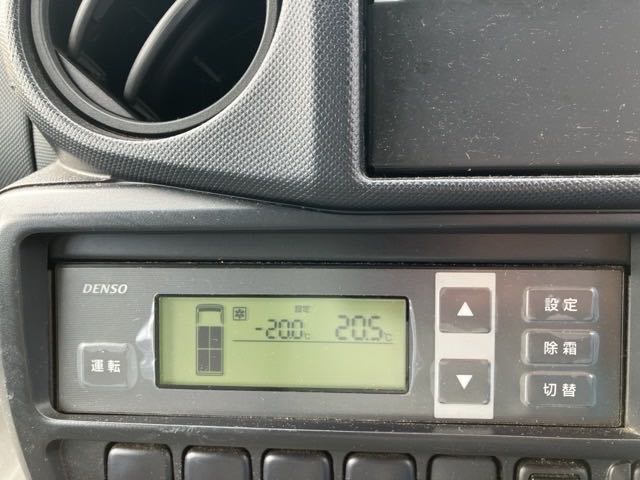 DENSO
運転
設定
-20.0℃ 20.5℃
▲
▼
設定
除霜
切替